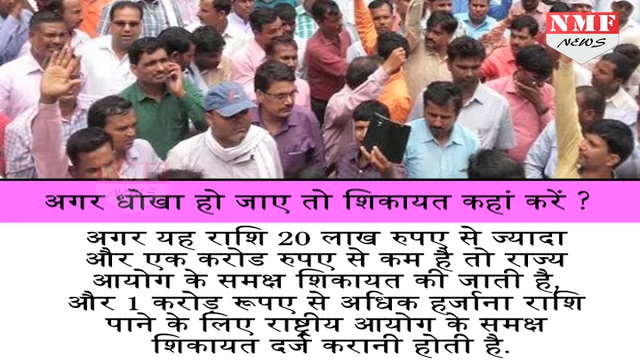 NMF
NEWS
अगर धोखा हो जाए तो शिकायत कहां करें ?
अगर यह राशि 20 लाख रुपए से ज्यादा
और एक करोड रुपए से कम है तो राज्य
आयोग के समक्ष शिकायत की जाती है,
और 1 करोड़ रूपए से अधिक हर्जाना राशि
पाने के लिए राष्ट्रीय आयोग के समक्ष
शिकायत दर्ज करानी होती है.